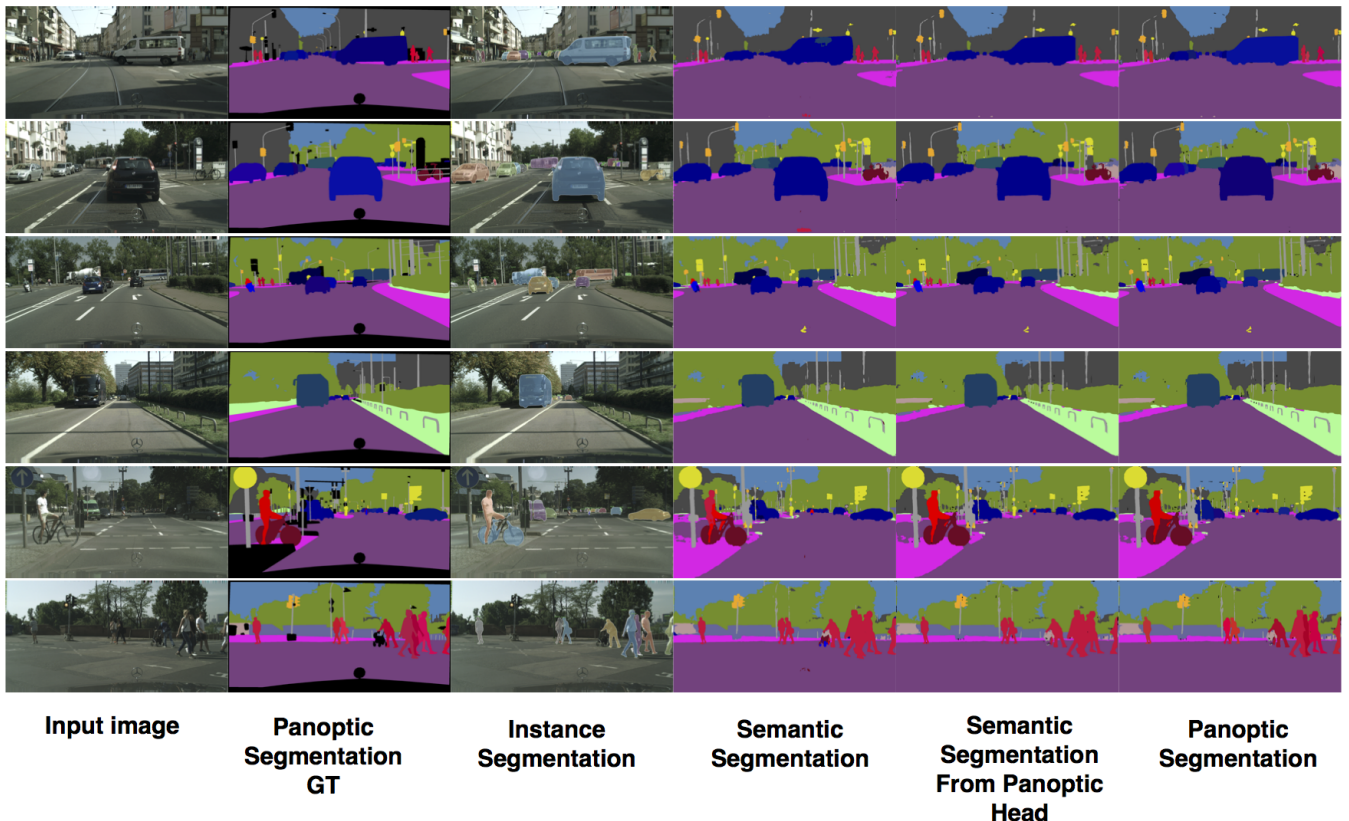 Input image
Panoptic
Segmentation
GT
Instance
Segmentation
Semantic
Segmentation
Semantic
Segmentation
From Panoptic
Head
Panoptic
Segmentation